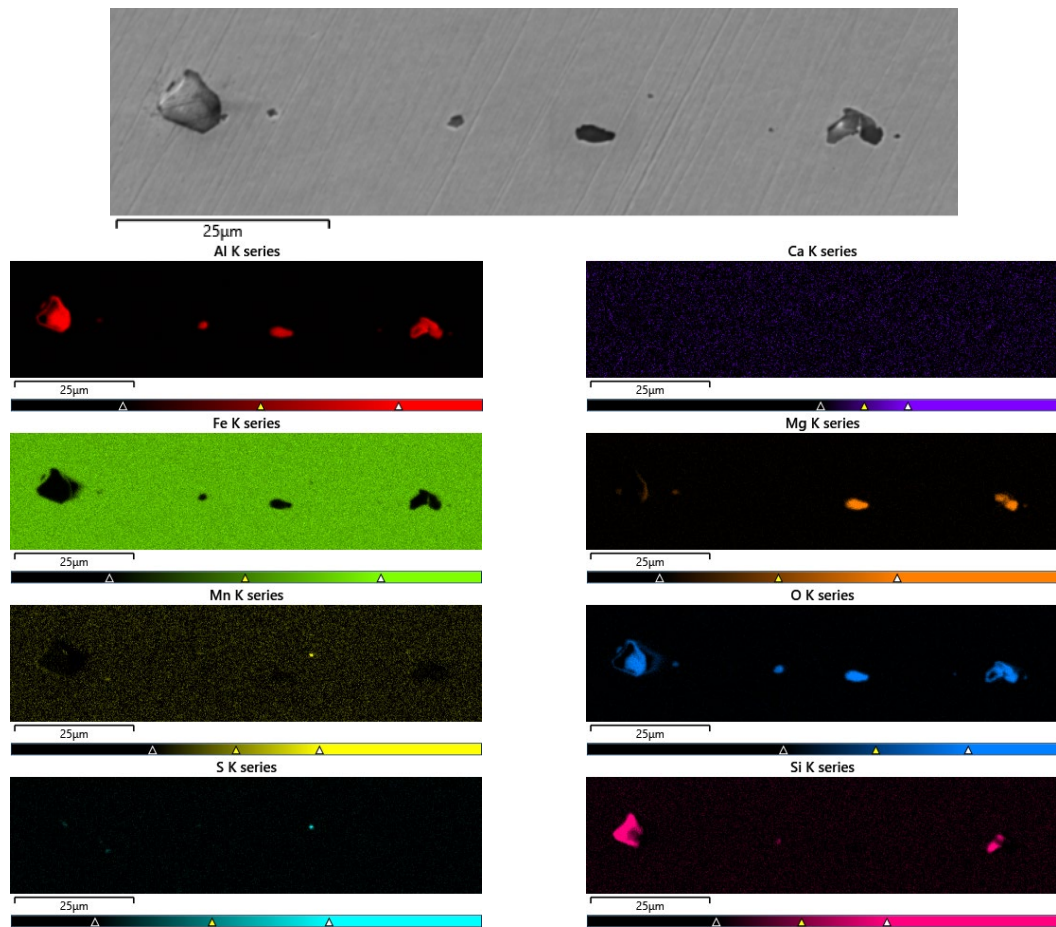 25µm
Al K series
Ca K series
25µm
25µm
Fe K series
Mg K series
25µm
25µm
Mn K series
O K series
25µm
25µm
S K series
Si K series
25µm
25µm